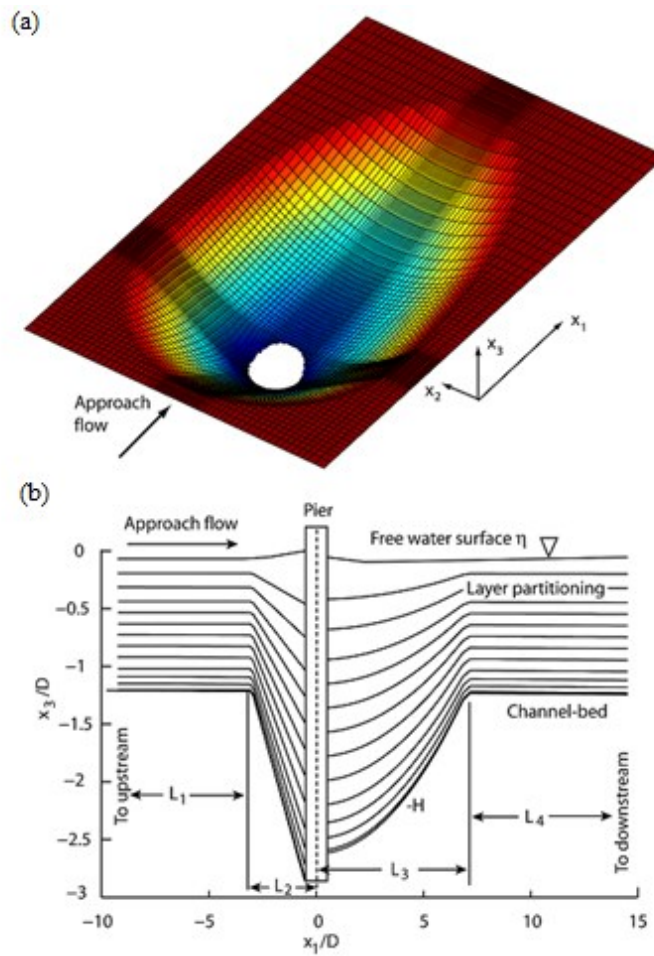 (a)
x₃
x₁
x₂
Approach
flow
(b)
Pier
Approach flow
Free water surface η
0
Layer partitioning
−0.5
−1
x₃/D
−1.5
Channel-bed
To upstream
L₁
−2
-H
L₄
To downstream
−2.5
L₂
L₃
−3
−10
−5
0
5
10
15
x₁/D